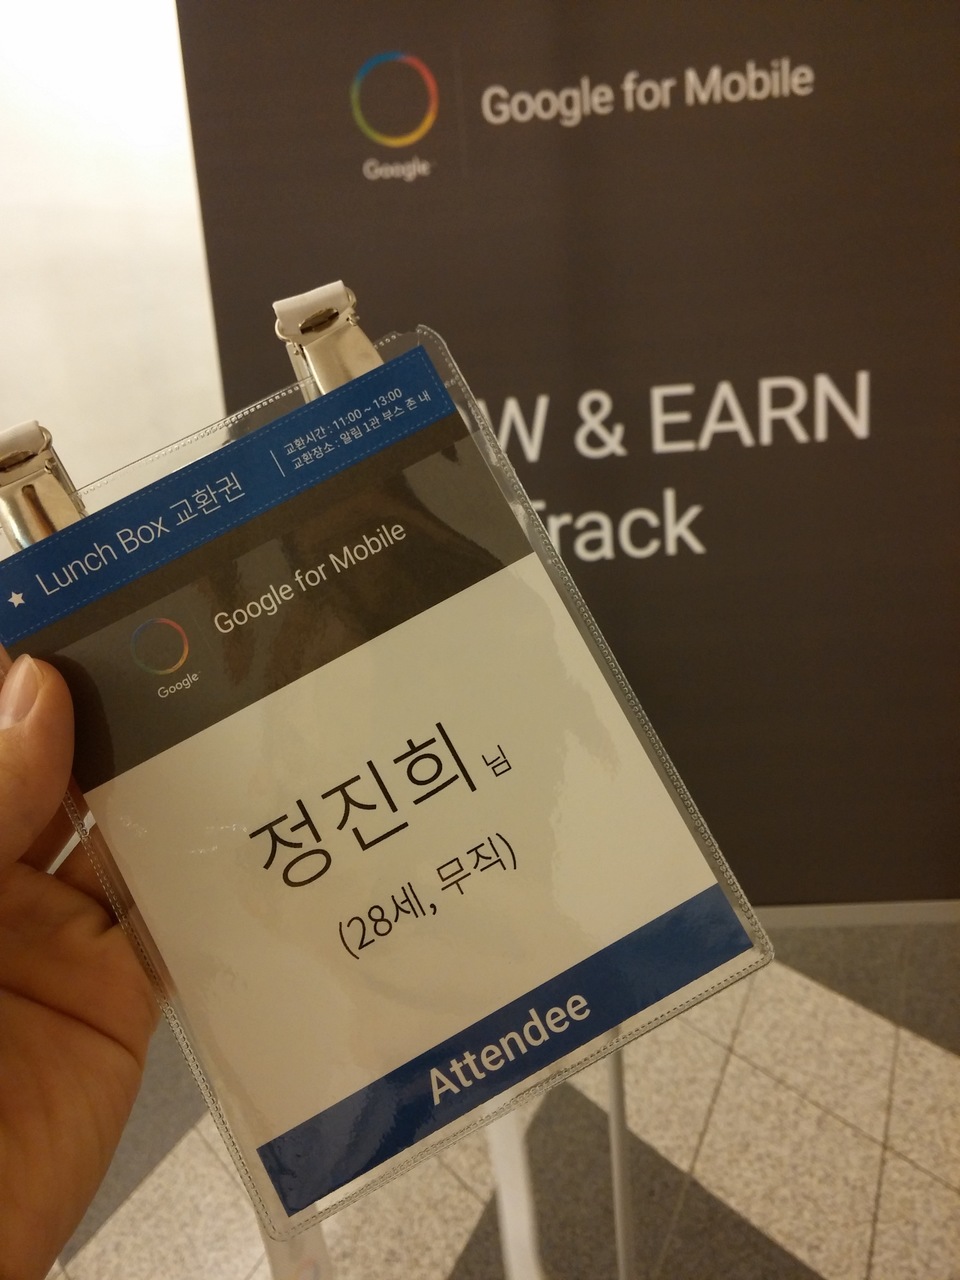 Google for Mobile
Google
W & EARN
Track
Lunch Box 교환권
교환시간 : 11:00 ~ 13:00
교환장소 : 알림 1관 부스 존 내
Google for Mobile
Google
정진희 님
(28세, 무직)
Attendee